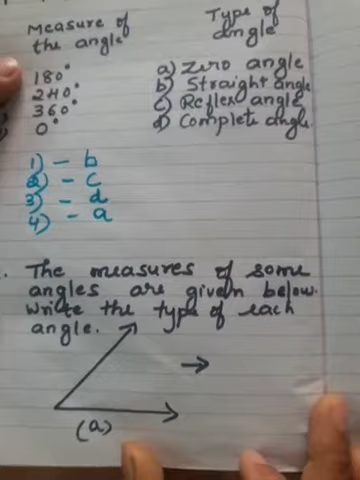 Measure of Type of
the angle angle
180° a) Zero angle
240° b) Straight angle
360° c) Reflex angle
0° d) Complete angle.
1) - b
2) - c
3) - d
4) - a
. The measures of some
angles are given below.
Write the type of each
angle.
(a)